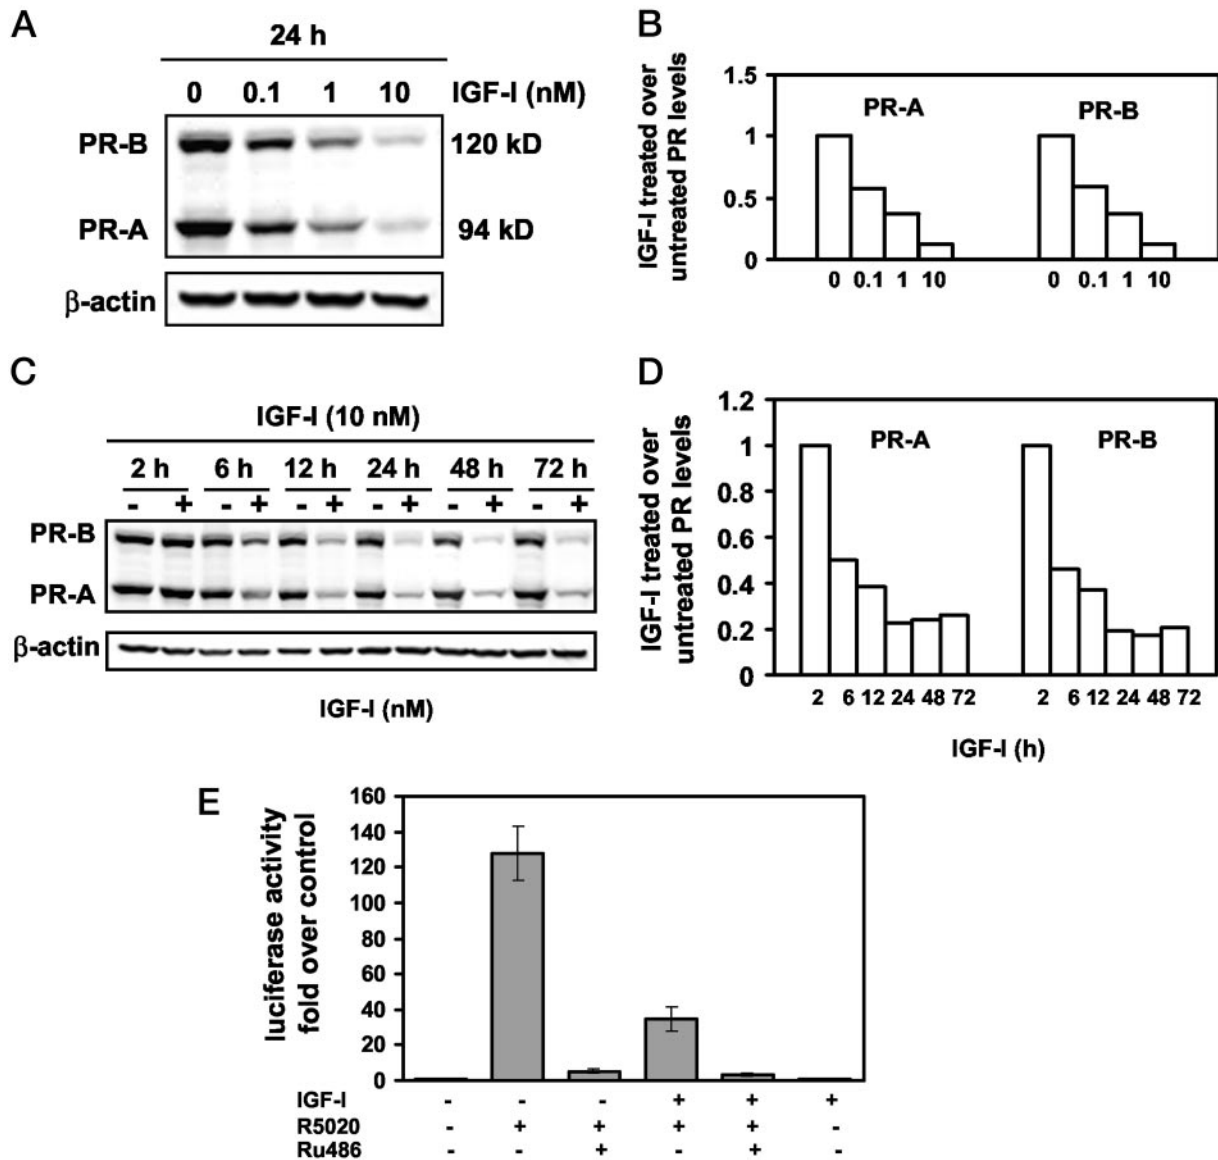 A
24 h
0 0.1 1 10 IGF-I (nM)
PR-B 120 kD
PR-A 94 kD
β-actin
B
IGF-I treated over
untreated PR levels
1.5
1
0.5
0
PR-A PR-B
0 0.1 1 10 0 0.1 1 10
C
IGF-I (10 nM)
2 h 6 h 12 h 24 h 48 h 72 h
- + - + - + - + - + - +
PR-B
PR-A
β-actin
IGF-I (nM)
D
IGF-I treated over
untreated PR levels
1.2
1
0.8
0.6
0.4
0.2
0
PR-A PR-B
2 6 12 24 48 72 2 6 12 24 48 72
IGF-I (h)
E
luciferase activity
fold over control
160
140
120
100
80
60
40
20
0
IGF-I - - - + + +
R5020 - + + + + -
Ru486 - - + - + -